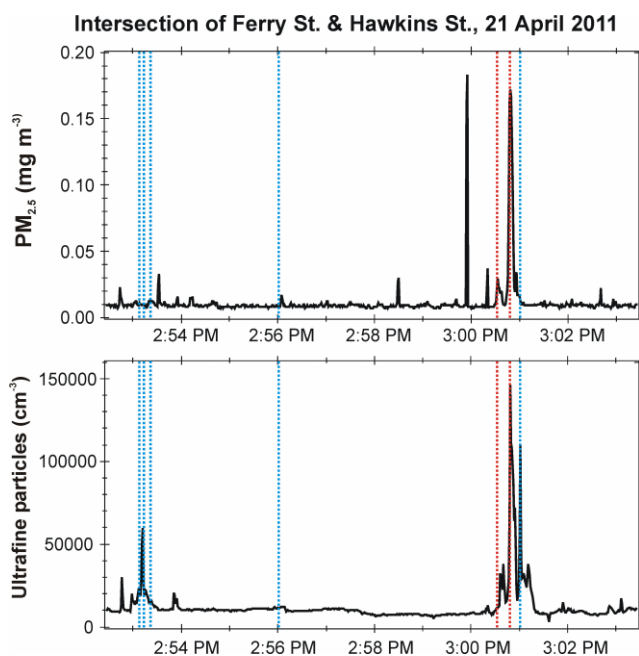 Intersection of Ferry St. & Hawkins St., 21 April 2011
PM2.5 (mg m-3)
0.20
0.15
0.10
0.05
0.00
2:54 PM 2:56 PM 2:58 PM 3:00 PM 3:02 PM
Ultrafine particles (cm-3)
150000
100000
50000
0
2:54 PM 2:56 PM 2:58 PM 3:00 PM 3:02 PM